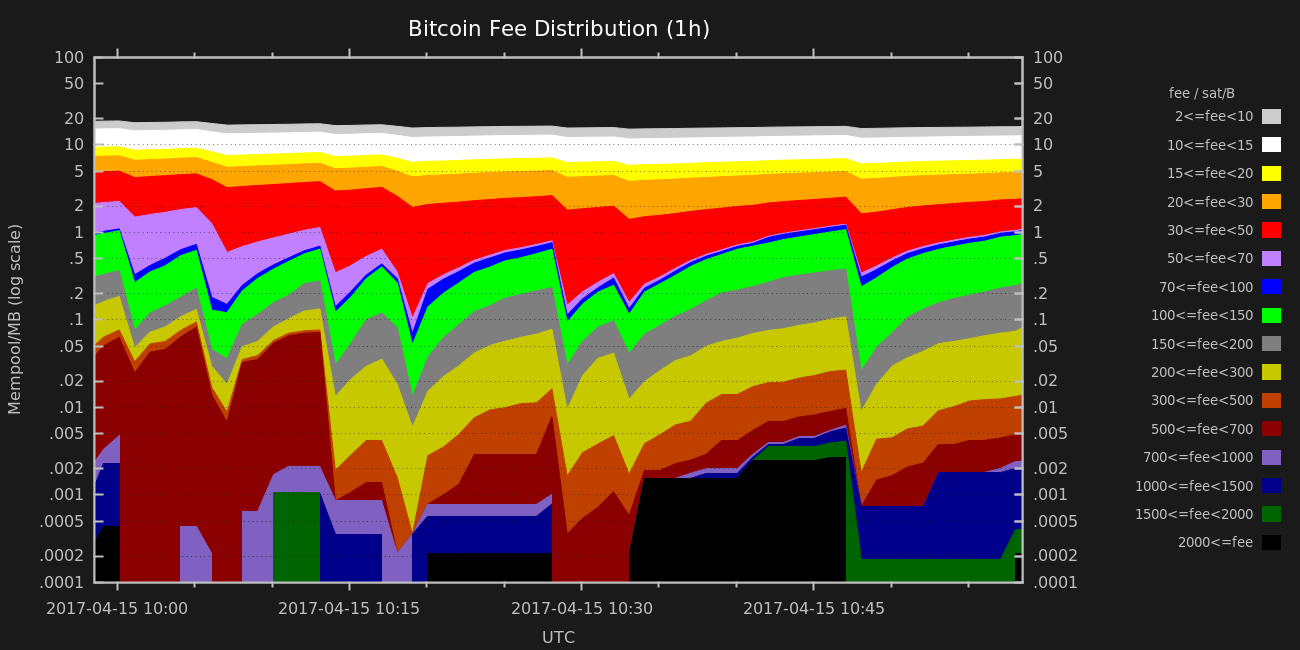 Bitcoin Fee Distribution (1h)
100
50
20
10
5
2
1
.5
.2
.1
.05
.02
.01
.005
.002
.001
.0005
.0002
.0001
Mempool/MB (log scale)
100
50
20
10
5
2
1
.5
.2
.1
.05
.02
.01
.005
.002
.001
.0005
.0002
.0001
2017-04-15 10:00
2017-04-15 10:15
2017-04-15 10:30
2017-04-15 10:45
UTC
fee / sat/B
2<=fee<10
10<=fee<15
15<=fee<20
20<=fee<30
30<=fee<50
50<=fee<70
70<=fee<100
100<=fee<150
150<=fee<200
200<=fee<300
300<=fee<500
500<=fee<700
700<=fee<1000
1000<=fee<1500
1500<=fee<2000
2000<=fee